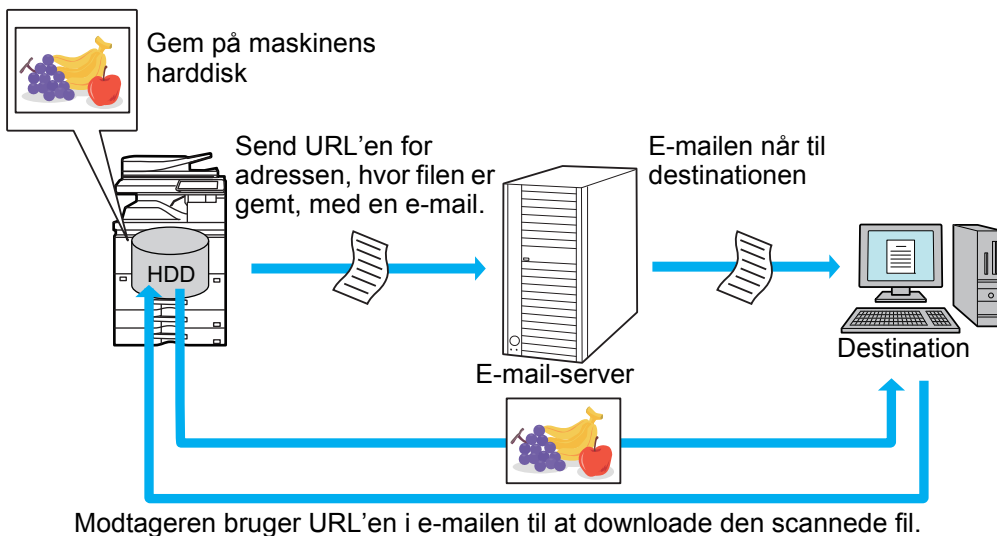 Gem på maskinens
harddisk
Send URL’en for
adressen, hvor filen er
gemt, med en e-mail.
E-mailen når til
destinationen
HDD
Destination
E-mail-server
Modtageren bruger URL’en i e-mailen til at downloade den scannede fil.